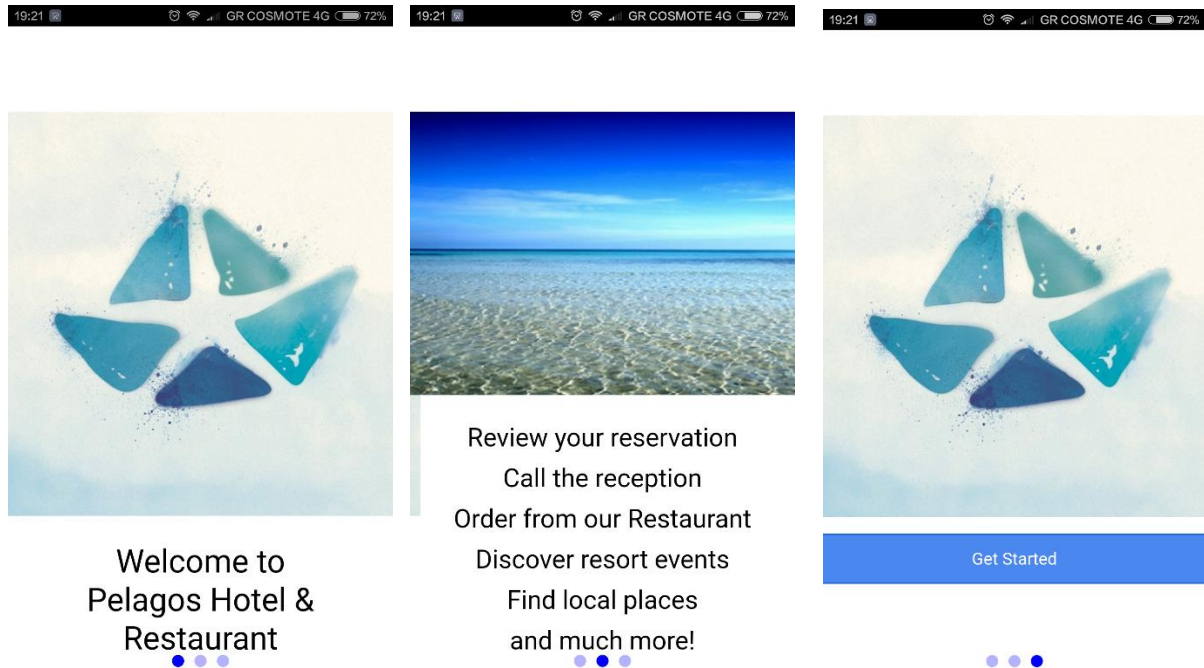 19:21 GR COSMOTE 4G 72%
Welcome to
Pelagos Hotel &
Restaurant
19:21 GR COSMOTE 4G 72%
Review your reservation
Call the reception
Order from our Restaurant
Discover resort events
Find local places
and much more!
19:21 GR COSMOTE 4G 72%
Get Started